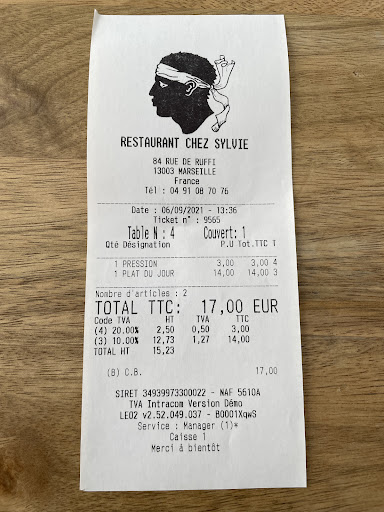 RESTAURANT CHEZ SYLVIE
84 RUE DE RUFFI
13003 MARSEILLE
France
Tél : 04 91 08 70 76
Date : 06/09/2021 - 13:36
Ticket n° : 9565
Table N : 4 Couvert: 1
Qté Désignation P.U Tot.TTC T
1 PRESSION 3,00 3,00 4
1 PLAT DU JOUR 14,00 14,00 3
Nombre d'articles : 2
TOTAL TTC: 17,00 EUR
Code TVA HT TVA TTC
(4) 20.00% 2,50 0,50 3,00
(3) 10.00% 12,73 1,27 14,00
TOTAL HT 15,23
(B) C.B. 17,00
SIRET 34939973300022 - NAF 5610A
TVA Intracom Version Démo
LEO2 v2.52.049.037 - B0001XqwS
Service : Manager (1)*
Caisse 1
Merci à bientôt